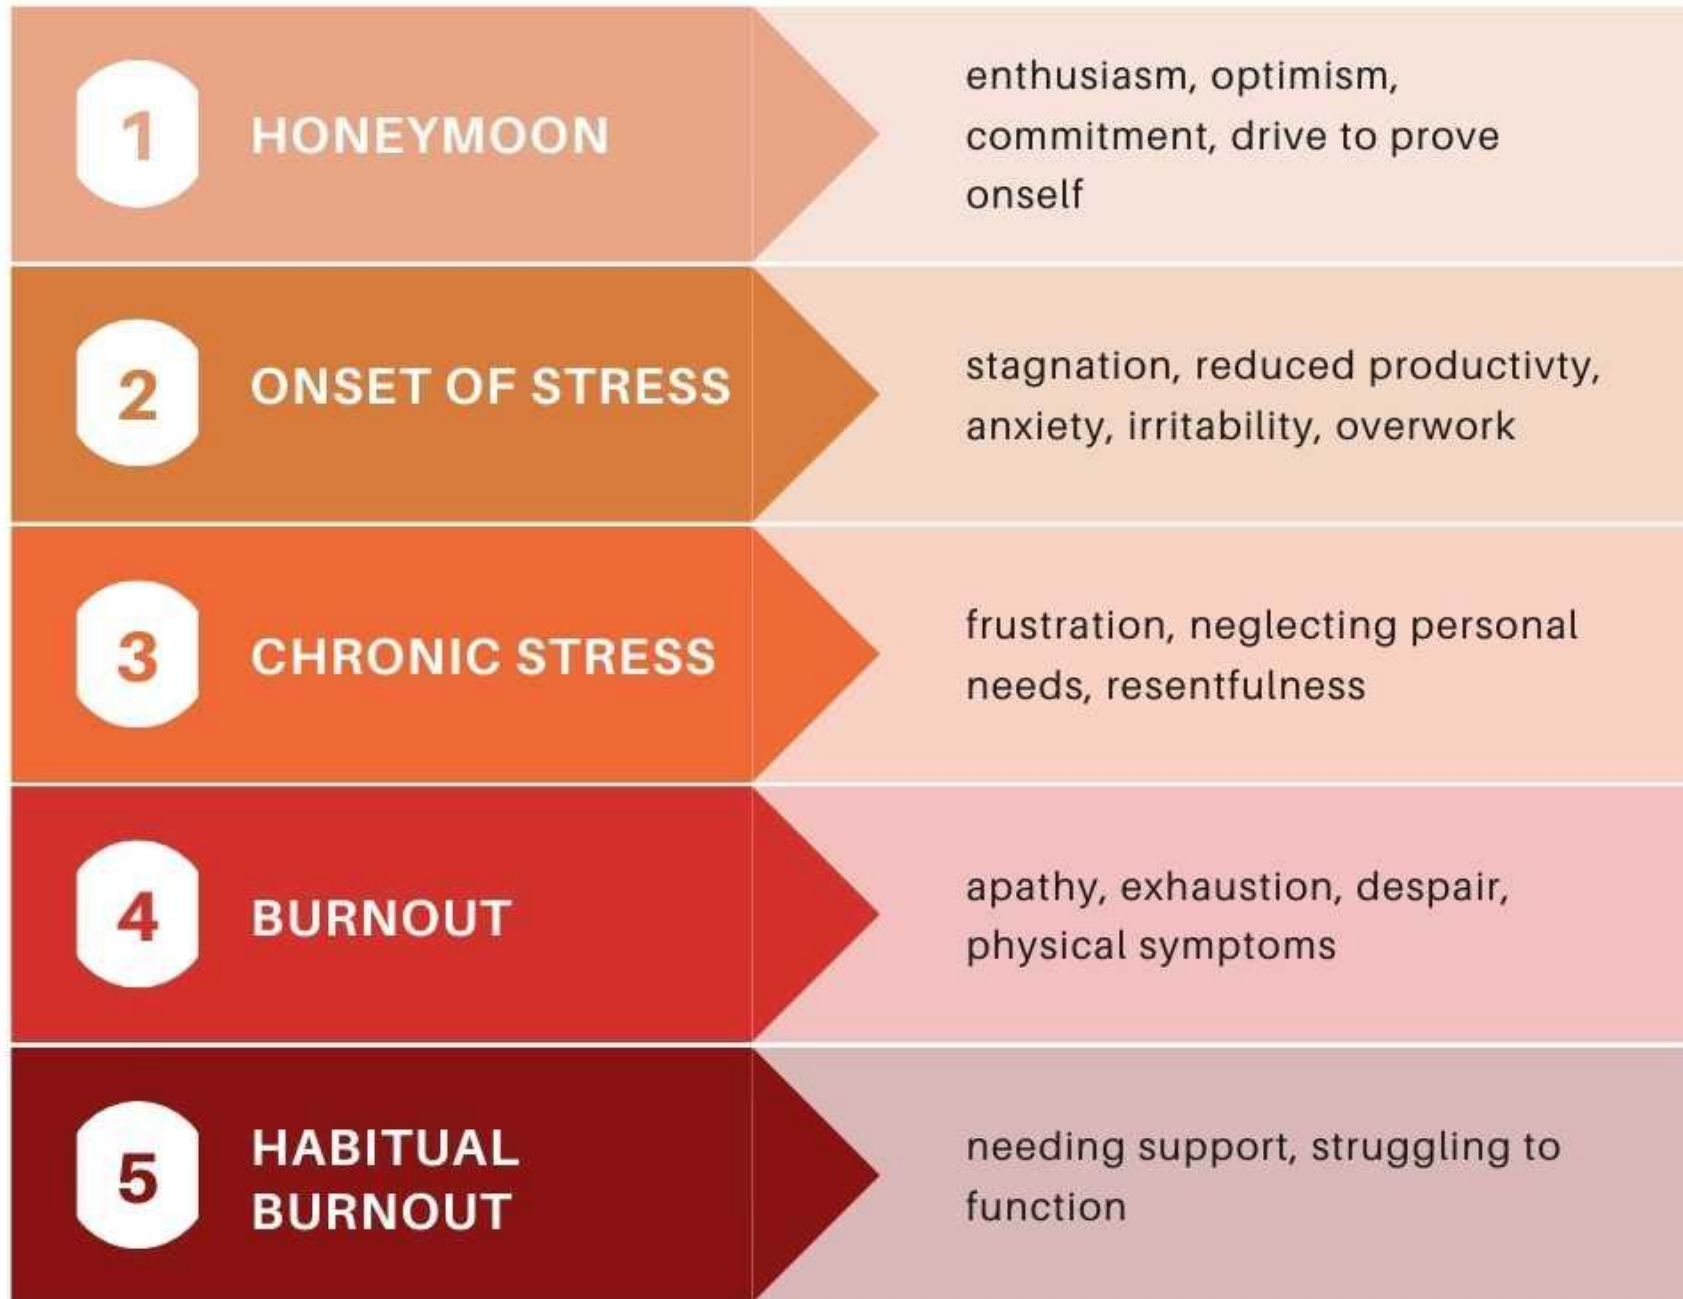 1
HONEYMOON
enthusiasm, optimism,
commitment, drive to prove
onself
2
ONSET OF STRESS
stagnation, reduced productivty,
anxiety, irritability, overwork
3
CHRONIC STRESS
frustration, neglecting personal
needs, resentfulness
4
BURNOUT
apathy, exhaustion, despair,
physical symptoms
5
HABITUAL
BURNOUT
needing support, struggling to
function